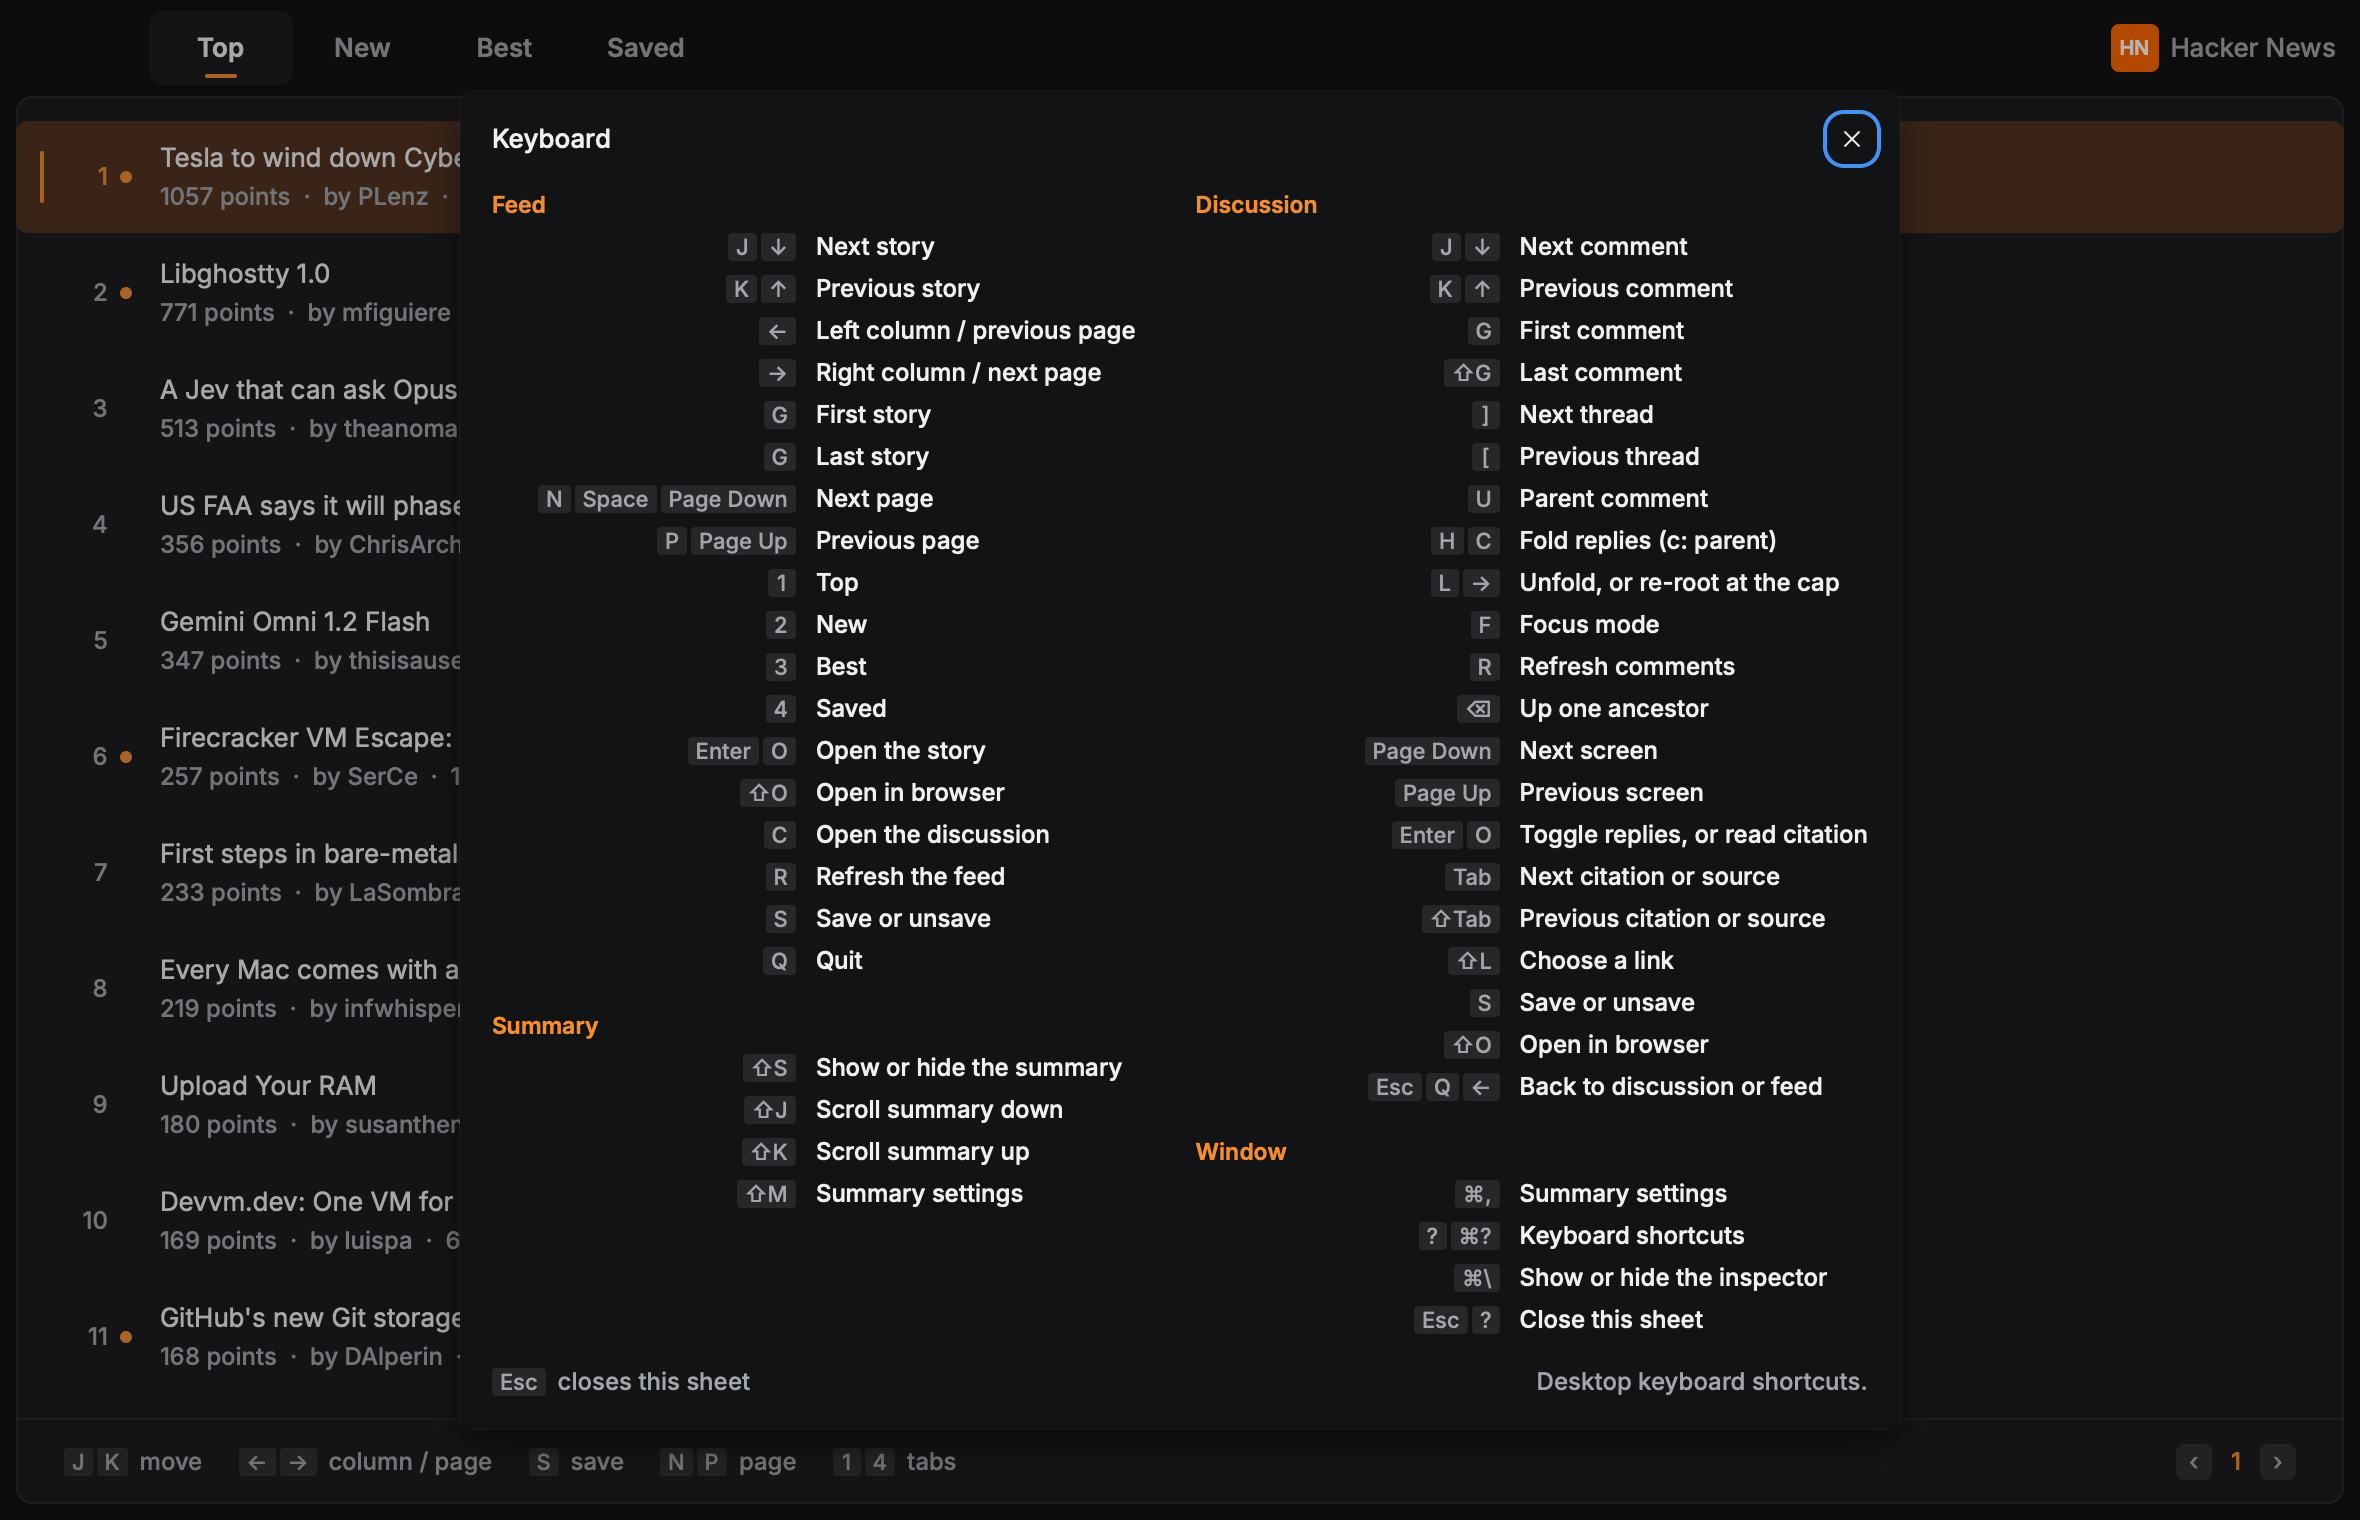 Top New Best Saved
HN Hacker News
1 Tesla to wind down Cybe
1057 points · by PLenz ·
2 Libghostty 1.0
771 points · by mfiguiere
3 A Jev that can ask Opus
513 points · by theanoma
4 US FAA says it will phase
356 points · by ChrisArch
5 Gemini Omni 1.2 Flash
347 points · by thisisause
6 Firecracker VM Escape:
257 points · by SerCe · 1
7 First steps in bare-metal
233 points · by LaSombra
8 Every Mac comes with a
219 points · by infwhisper
9 Upload Your RAM
180 points · by susanthen
10 Devvm.dev: One VM for
169 points · by luispa · 6
11 GitHub's new Git storage
168 points · by DAlperin ·
Keyboard
Feed
J ↓ Next story
K ↑ Previous story
← Left column / previous page
→ Right column / next page
G First story
G Last story
N Space Page Down Next page
P Page Up Previous page
1 Top
2 New
3 Best
4 Saved
Enter O Open the story
⇧O Open in browser
C Open the discussion
R Refresh the feed
S Save or unsave
Q Quit
Summary
⇧S Show or hide the summary
⇧J Scroll summary down
⇧K Scroll summary up
⇧M Summary settings
Discussion
J ↓ Next comment
K ↑ Previous comment
G First comment
⇧G Last comment
] Next thread
[ Previous thread
U Parent comment
H C Fold replies (c: parent)
L → Unfold, or re-root at the cap
F Focus mode
R Refresh comments
⌫ Up one ancestor
Page Down Next screen
Page Up Previous screen
Enter O Toggle replies, or read citation
Tab Next citation or source
⇧Tab Previous citation or source
⇧L Choose a link
S Save or unsave
⇧O Open in browser
Esc Q ← Back to discussion or feed
Window
⌘, Summary settings
? ⌘? Keyboard shortcuts
⌘\ Show or hide the inspector
Esc ? Close this sheet
Esc closes this sheet
Desktop keyboard shortcuts.
J K move ← → column / page S save N P page 1 4 tabs
‹ 1 ›